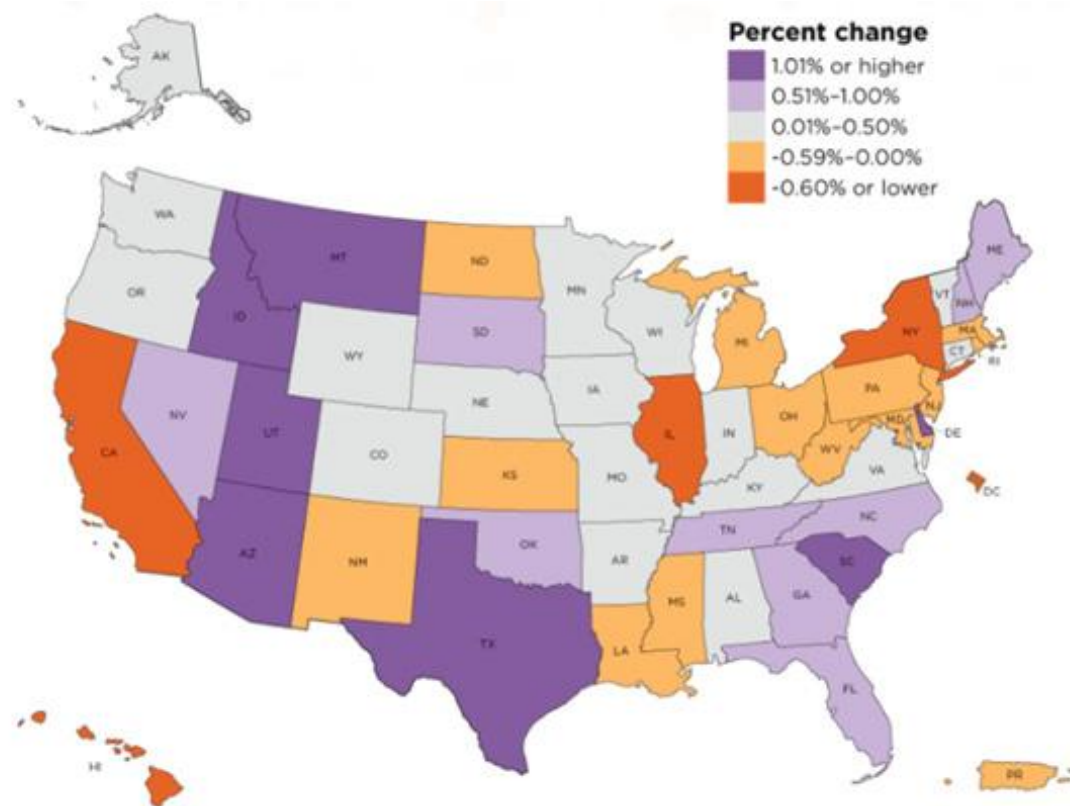 Percent change
1.01% or higher
0.51%–1.00%
0.01%–0.50%
-0.59%–0.00%
-0.60% or lower
AK
WA
MT
ND
MN
ME
OR
ID
SD
WI
VT
NH
NY
MA
WY
MI
CT
RI
IA
NE
PA
NV
NJ
OH
IL
IN
MD
DE
UT
CA
CO
WV
KS
MO
VA
KY
DC
NC
TN
OK
AZ
NM
AR
SC
MS
AL
GA
TX
LA
FL
HI
PR